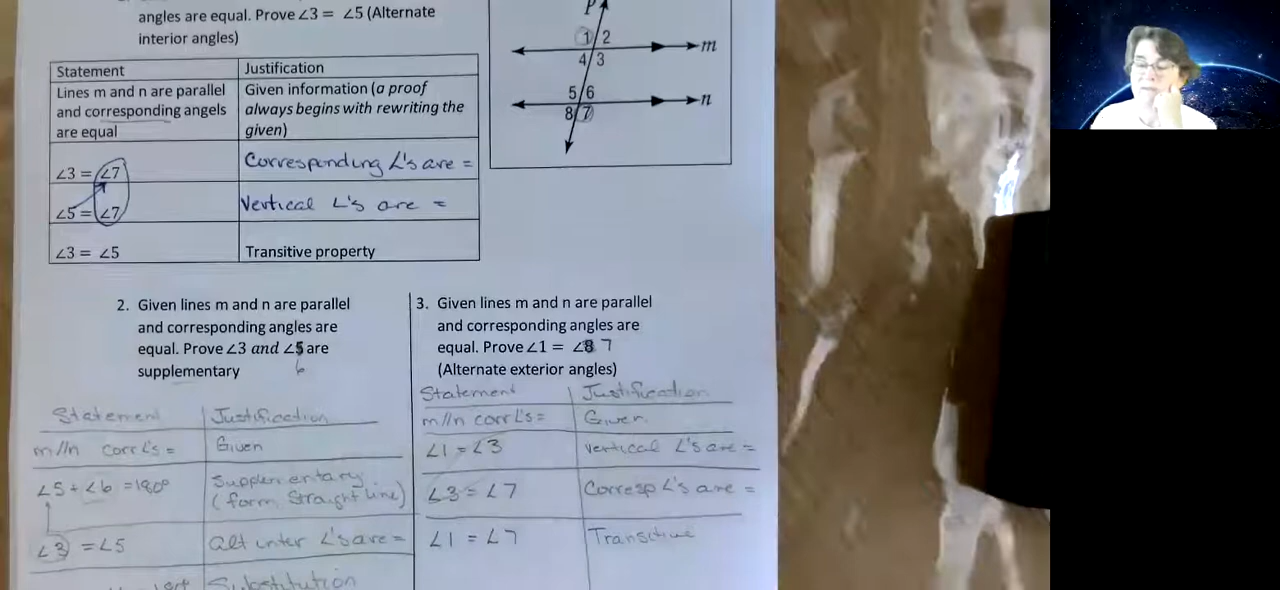 angles are equal. Prove ∠3 = ∠5 (Alternate
interior angles)
Statement Justification
Lines m and n are parallel
and corresponding angels
are equal
Given information (a proof
always begins with rewriting the
given)
∠3 = ∠7 Corresponding ∠'s are =
∠5 = ∠7 Vertical ∠'s are =
∠3 = ∠5 Transitive property
P
1 2
m
4 3
5 6
n
8 7
2. Given lines m and n are parallel
and corresponding angles are
equal. Prove ∠3 and ∠5 are
supplementary 6
Statement Justification
m//n corr ∠'s = Given
∠5 + ∠6 = 180° Supplementary
(form straight line)
∠3 = ∠5 alt inter ∠'s are =
Substitution
3. Given lines m and n are parallel
and corresponding angles are
equal. Prove ∠1 = ∠8 7
(Alternate exterior angles)
Statement Justification
m//n corr ∠'s = Given
∠1 = ∠3 Vertical ∠'s are =
∠3 = ∠7 Corresp ∠'s are =
∠1 = ∠7 Transitive